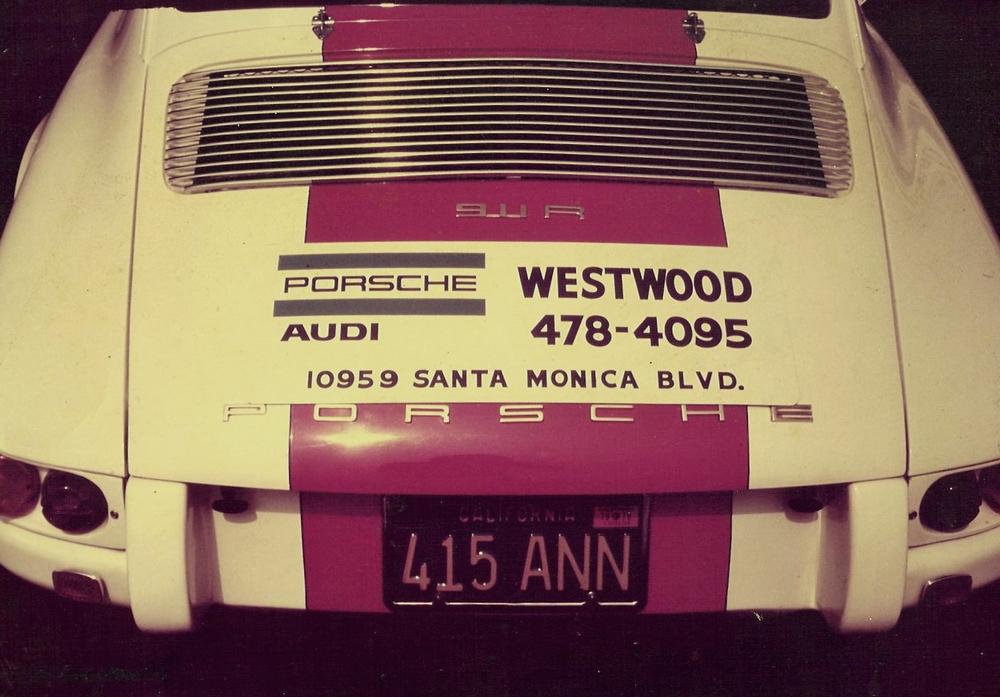 911 R
PORSCHE
AUDI
WESTWOOD
478-4095
10959 SANTA MONICA BLVD.
PORSCHE
CALIFORNIA
415 ANN